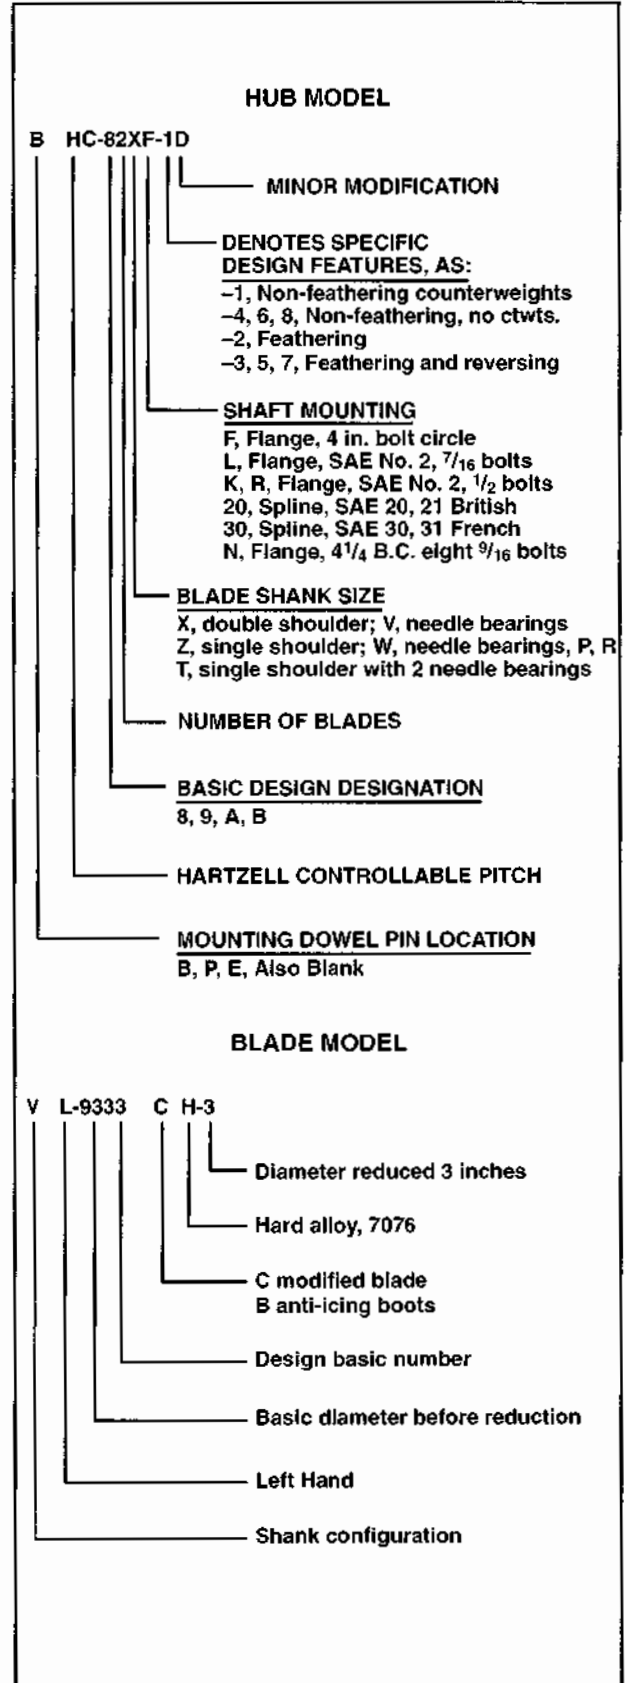 HUB MODEL
B HC-82XF-1D
MINOR MODIFICATION
DENOTES SPECIFIC
DESIGN FEATURES, AS:
–1, Non-feathering counterweights
–4, 6, 8, Non-feathering, no ctwts.
–2, Feathering
–3, 5, 7, Feathering and reversing
SHAFT MOUNTING
F, Flange, 4 in. bolt circle
L, Flange, SAE No. 2, 7/16 bolts
K, R, Flange, SAE No. 2, 1/2 bolts
20, Spline, SAE 20, 21 British
30, Spline, SAE 30, 31 French
N, Flange, 4 1/4 B.C. eight 9/16 bolts
BLADE SHANK SIZE
X, double shoulder; V, needle bearings
Z, single shoulder; W, needle bearings, P, R
T, single shoulder with 2 needle bearings
NUMBER OF BLADES
BASIC DESIGN DESIGNATION
8, 9, A, B
HARTZELL CONTROLLABLE PITCH
MOUNTING DOWEL PIN LOCATION
B, P, E, Also Blank
BLADE MODEL
V L-9333 C H-3
Diameter reduced 3 inches
Hard alloy, 7076
C modified blade
B anti-icing boots
Design basic number
Basic diameter before reduction
Left Hand
Shank configuration